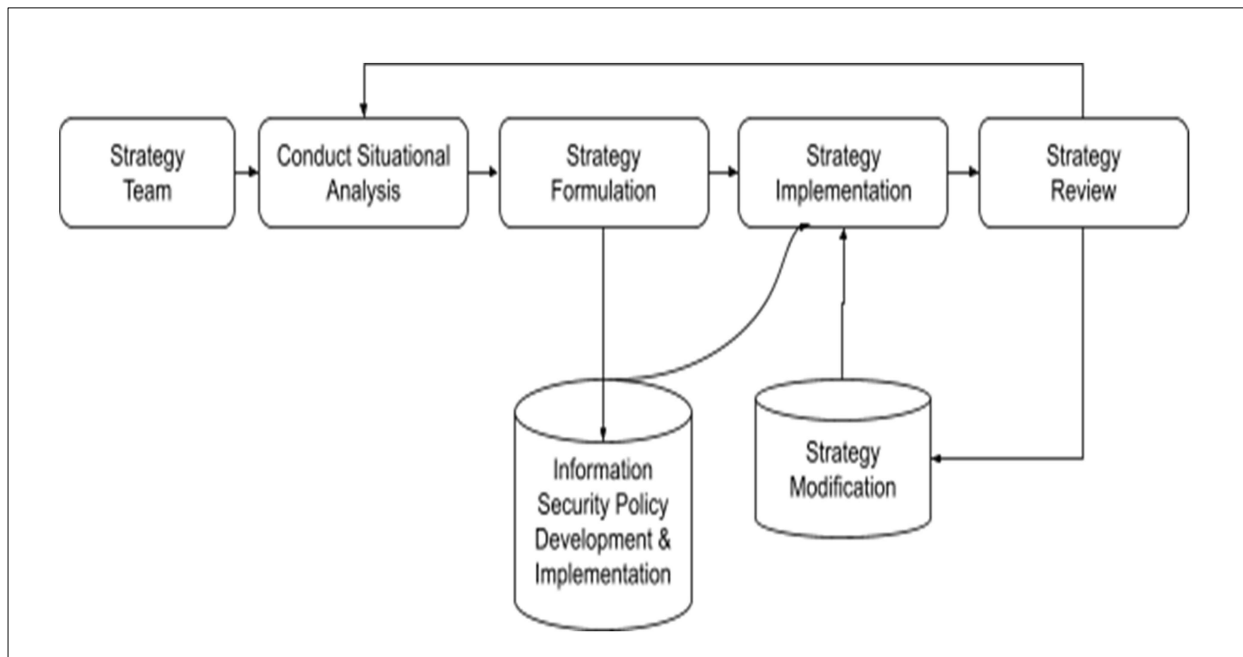 Strategy
Team
Conduct Situational
Analysis
Strategy
Formulation
Strategy
Implementation
Strategy
Review
Information
Security Policy
Development &
Implementation
Strategy
Modification